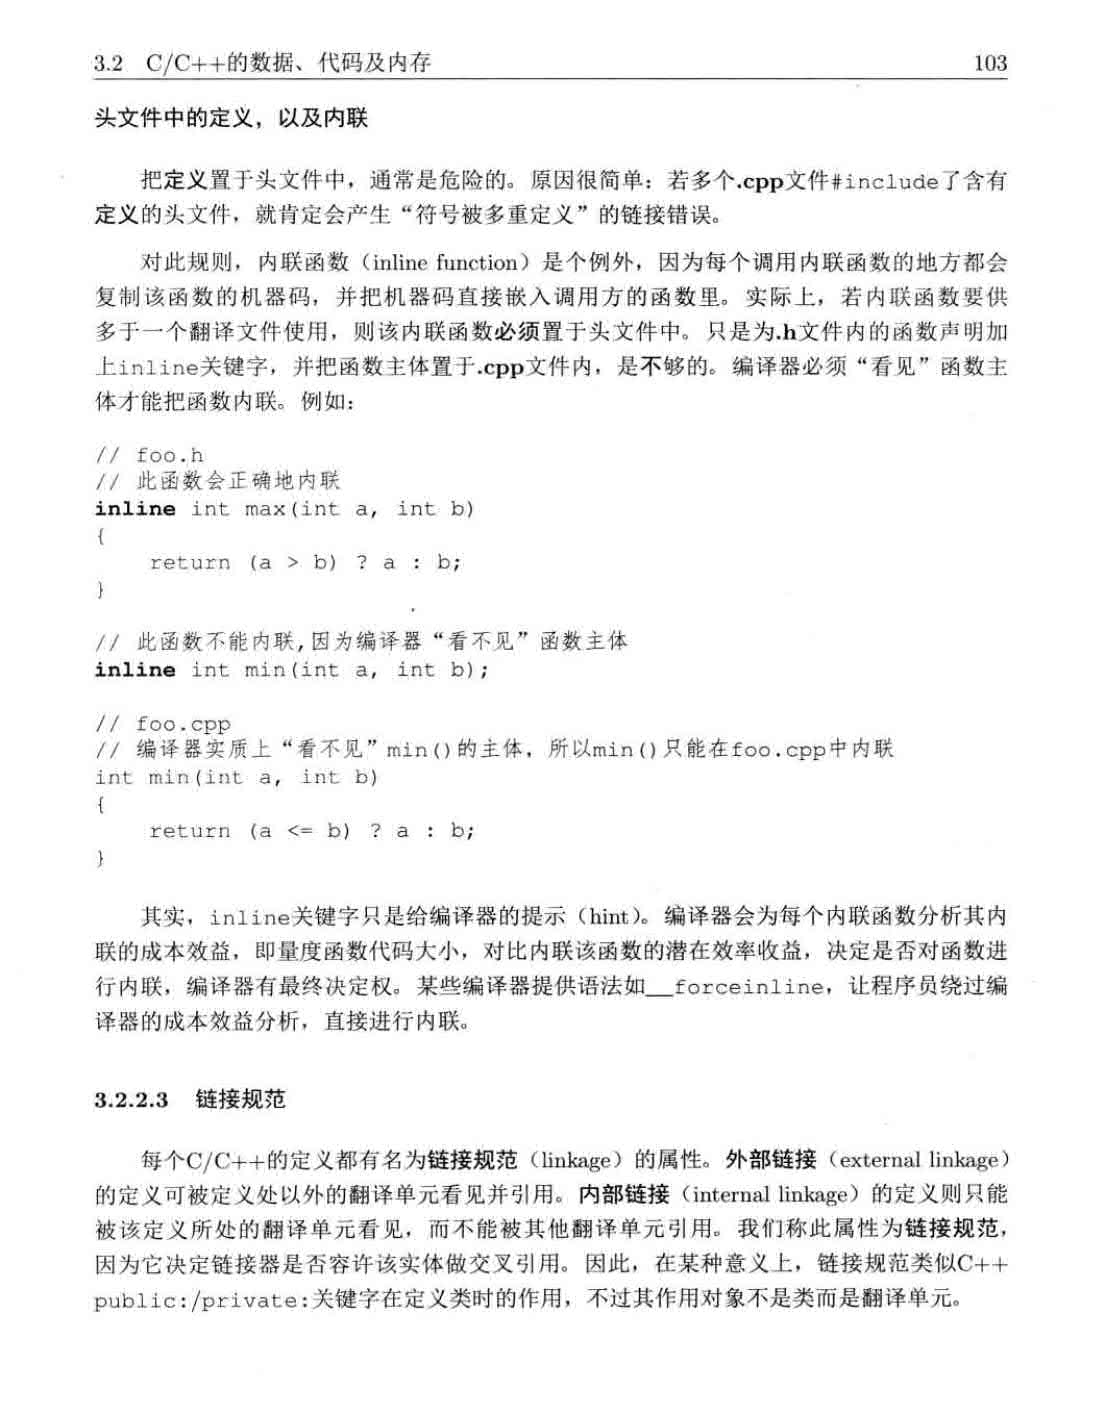 3.2 C/C++的数据、代码及内存 103
头文件中的定义，以及内联
把定义置于头文件中，通常是危险的。原因很简单：若多个.cpp文件#include了含有
定义的头文件，就肯定会产生“符号被多重定义”的链接错误。
对此规则，内联函数（inline function）是个例外，因为每个调用内联函数的地方都会
复制该函数的机器码，并把机器码直接嵌入调用方的函数里。实际上，若内联函数要供
多于一个翻译文件使用，则该内联函数必须置于头文件中。只是为.h文件内的函数声明加
上inline关键字，并把函数主体置于.cpp文件内，是不够的。编译器必须“看见”函数主
体才能把函数内联。例如：
// foo.h
// 此函数会正确地内联
inline int max(int a, int b)
{
return (a > b) ? a : b;
}
// 此函数不能内联,因为编译器“看不见”函数主体
inline int min(int a, int b);
// foo.cpp
// 编译器实质上“看不见”min()的主体，所以min()只能在foo.cpp中内联
int min(int a, int b)
{
return (a <= b) ? a : b;
}
其实，inline关键字只是给编译器的提示（hint）。编译器会为每个内联函数分析其内
联的成本效益，即量度函数代码大小，对比内联该函数的潜在效率收益，决定是否对函数进
行内联，编译器有最终决定权。某些编译器提供语法如__forceinline，让程序员绕过编
译器的成本效益分析，直接进行内联。
3.2.2.3 链接规范
每个C/C++的定义都有名为链接规范（linkage）的属性。外部链接（external linkage）
的定义可被定义处以外的翻译单元看见并引用。内部链接（internal linkage）的定义则只能
被该定义所处的翻译单元看见，而不能被其他翻译单元引用。我们称此属性为链接规范，
因为它决定链接器是否容许该实体做交叉引用。因此，在某种意义上，链接规范类似C++
public:/private:关键字在定义类时的作用，不过其作用对象不是类而是翻译单元。